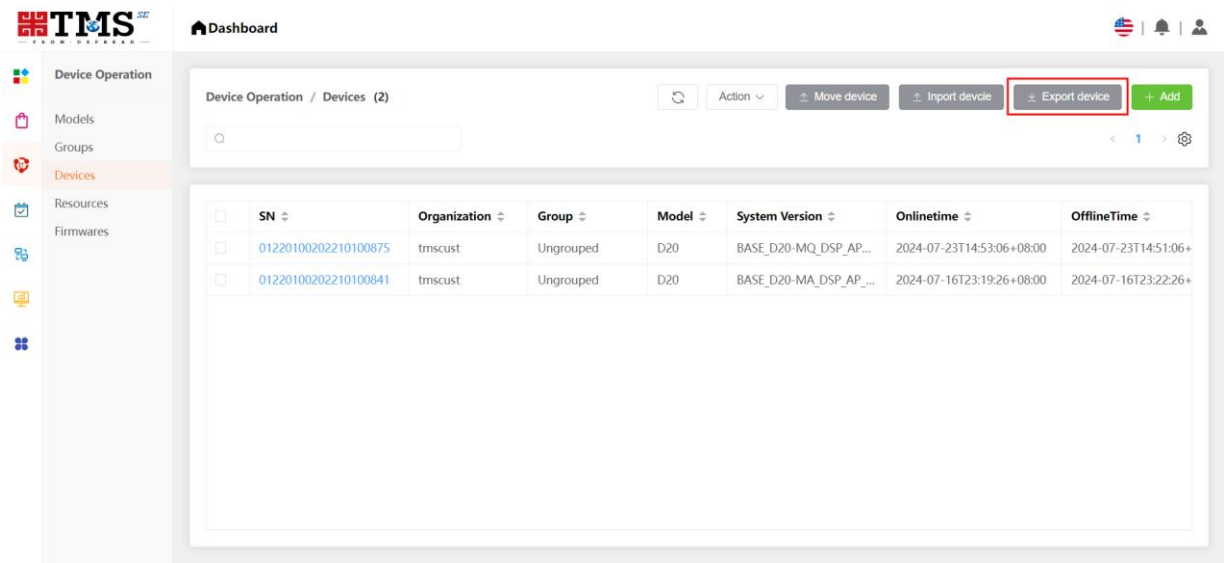 TMS SE
— FROM·DSPREAD —
Dashboard
Device Operation
Models
Groups
Devices
Resources
Firmwares
Device Operation / Devices (2)
Action
Move device
Inport devcie
Export device
+ Add
1
SN Organization Group Model System Version Onlinetime OfflineTime
01220100202210100875 tmscust Ungrouped D20 BASE_D20-MQ_DSP_AP... 2024-07-23T14:53:06+08:00 2024-07-23T14:51:06+
01220100202210100841 tmscust Ungrouped D20 BASE_D20-MA_DSP_AP_... 2024-07-16T23:19:26+08:00 2024-07-16T23:22:26+